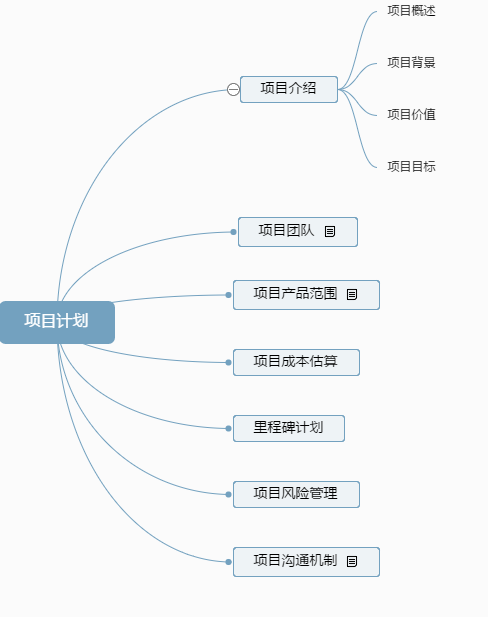 项目计划
项目介绍
项目概述
项目背景
项目价值
项目目标
项目团队
项目产品范围
项目成本估算
里程碑计划
项目风险管理
项目沟通机制